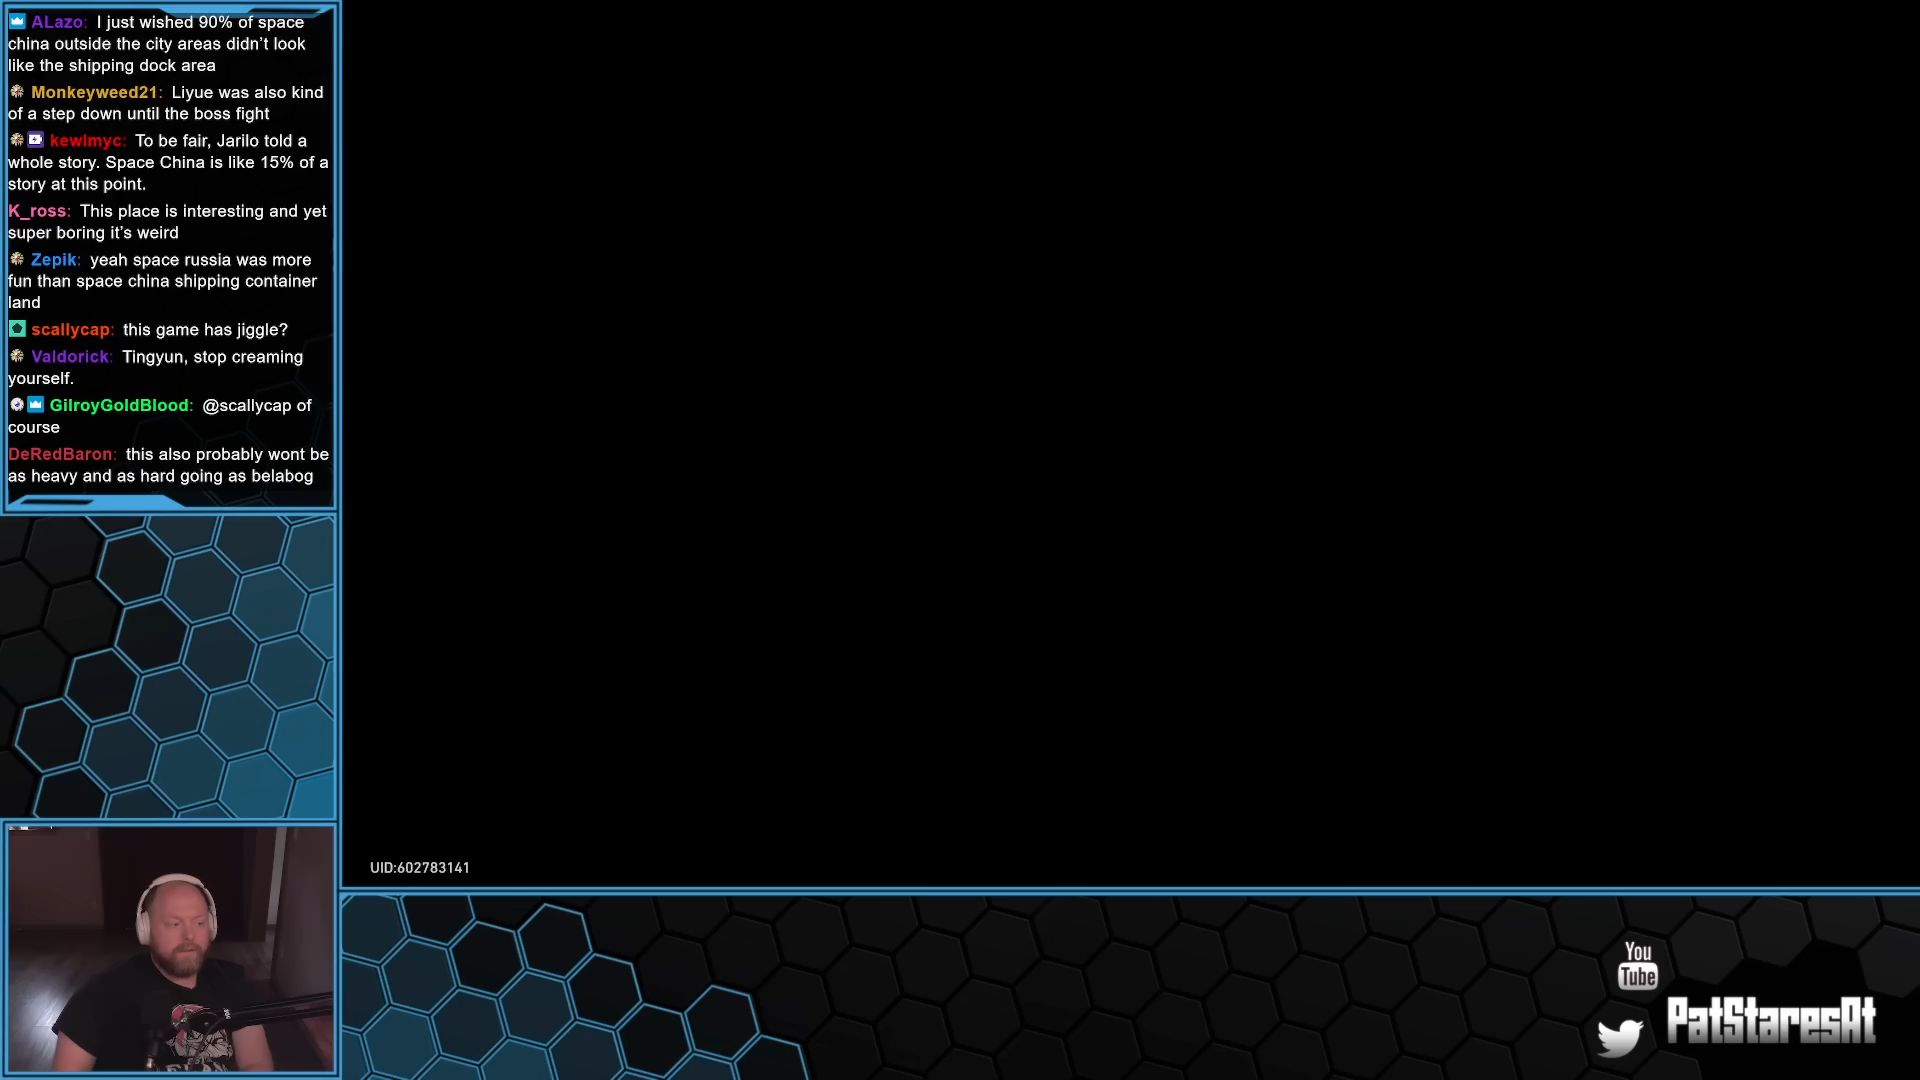 ALazo: I just wished 90% of space
china outside the city areas didn't look
like the shipping dock area
Monkeyweed21: Liyue was also kind
of a step down until the boss fight
kewlmyc: To be fair, Jarilo told a
whole story. Space China is like 15% of a
story at this point.
K_ross: This place is interesting and yet
super boring it's weird
Zepik: yeah space russia was more
fun than space china shipping container
land
scallycap: this game has jiggle?
Valdorick: Tingyun, stop creaming
yourself.
GilroyGoldBlood: @scallycap of
course
DeRedBaron: this also probably wont be
as heavy and as hard going as belabog
UID:602783141
You
Tube
PatStaresAt